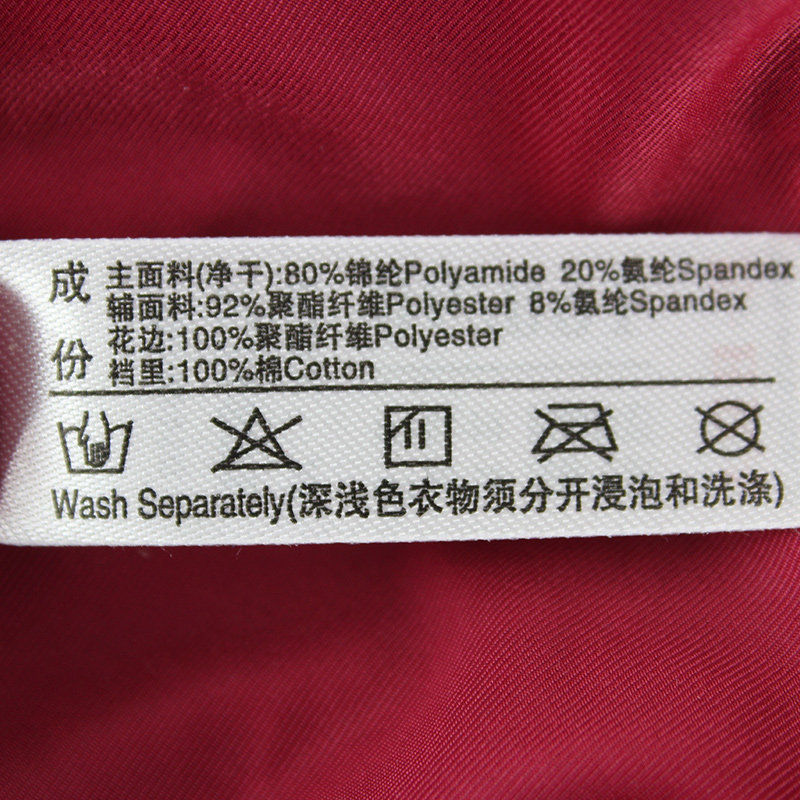 成份
主面料(净干):80%锦纶Polyamide 20%氨纶Spandex
辅面料:92%聚酯纤维Polyester 8%氨纶Spandex
花边:100%聚酯纤维Polyester
裆里:100%棉Cotton
Wash Separately(深浅色衣物须分开浸泡和洗涤)